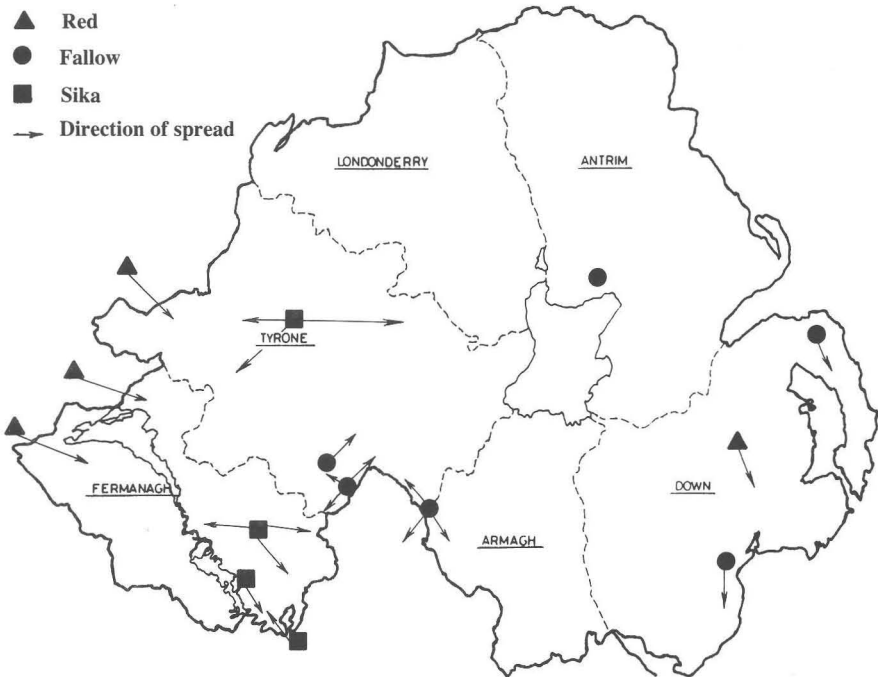 Red
Fallow
Sika
Direction of spread
LONDONDERRY
ANTRIM
TYRONE
FERMANAGH
DOWN
ARMAGH